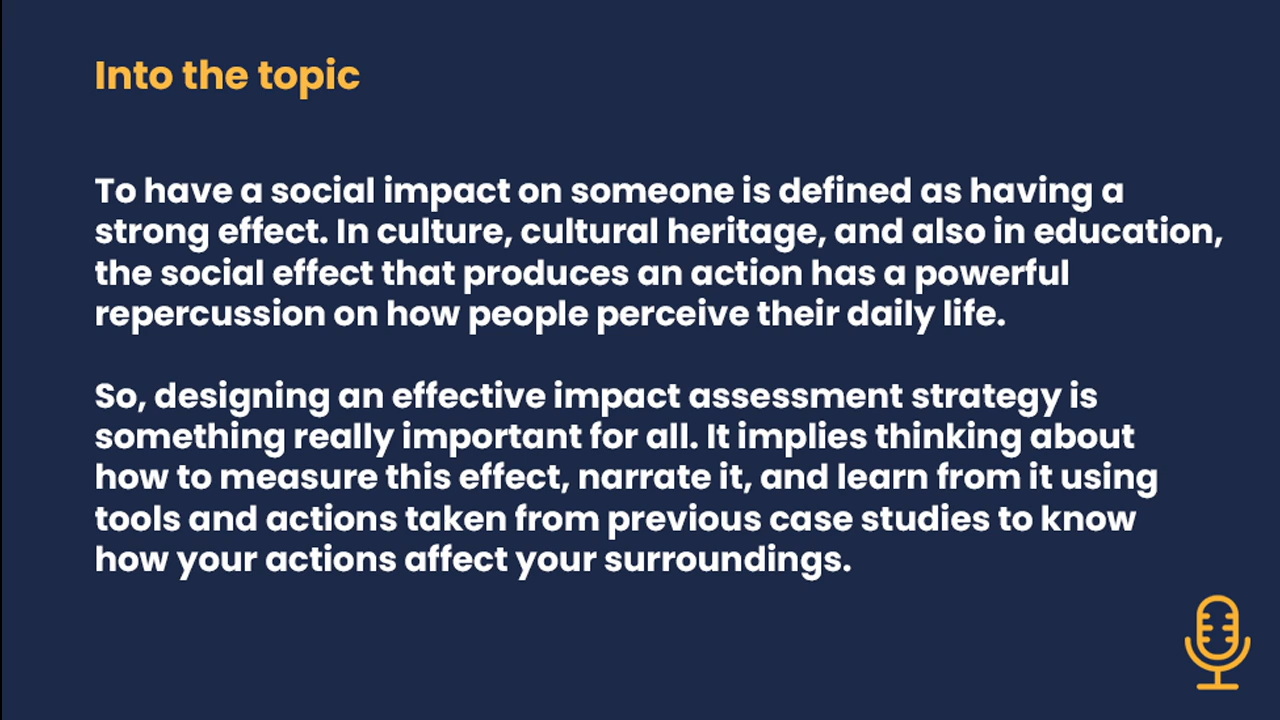 Into the topic
To have a social impact on someone is defined as having a
strong effect. In culture, cultural heritage, and also in education,
the social effect that produces an action has a powerful
repercussion on how people perceive their daily life.
So, designing an effective impact assessment strategy is
something really important for all. It implies thinking about
how to measure this effect, narrate it, and learn from it using
tools and actions taken from previous case studies to know
how your actions affect your surroundings.